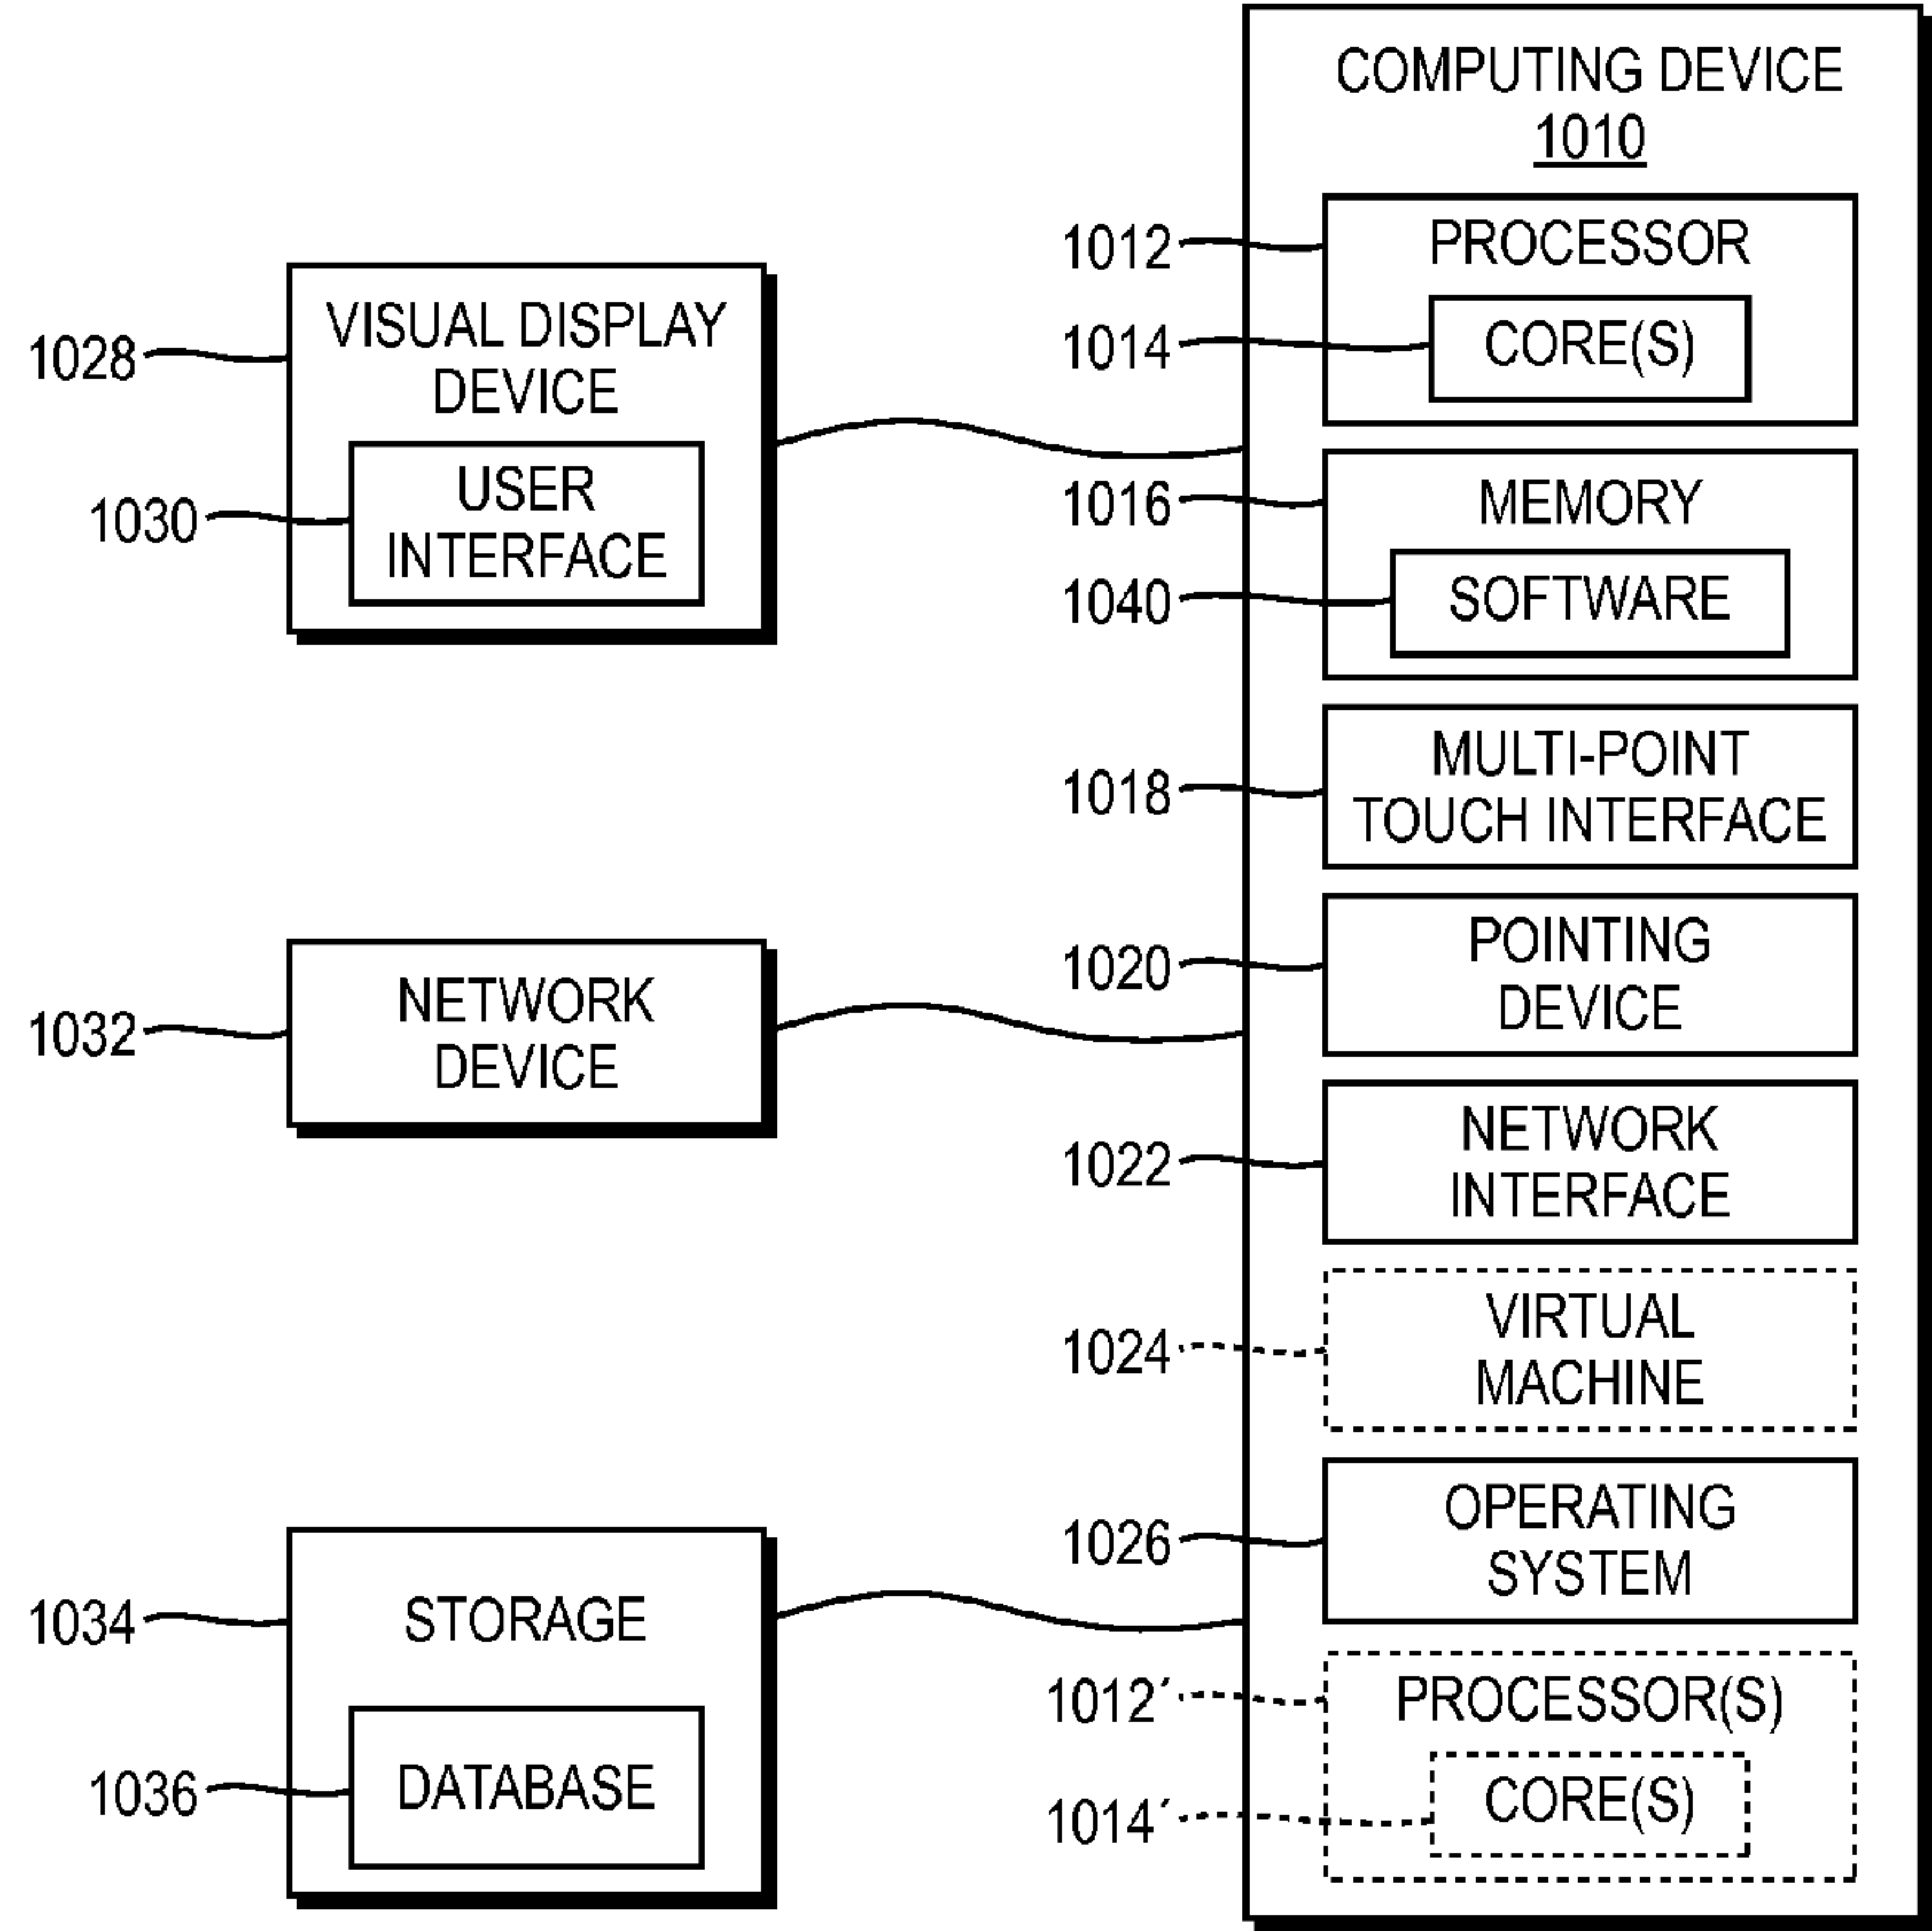 COMPUTING DEVICE
1010
1012
PROCESSOR
1014
CORE(S)
1028
VISUAL DISPLAY
DEVICE
1030
USER
INTERFACE
1016
MEMORY
1040
SOFTWARE
1018
MULTI-POINT
TOUCH INTERFACE
1032
NETWORK
DEVICE
1020
POINTING
DEVICE
1022
NETWORK
INTERFACE
1024
VIRTUAL
MACHINE
1026
OPERATING
SYSTEM
1034
STORAGE
1036
DATABASE
1012´
PROCESSOR(S)
1014´
CORE(S)